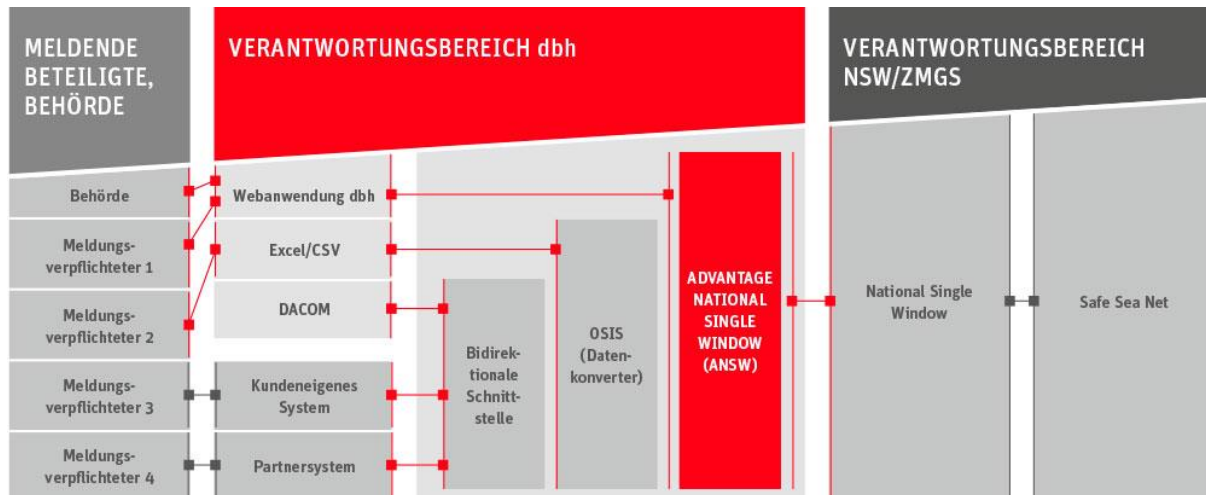 MELDENDE
BETEILIGTE,
BEHÖRDE
VERANTWORTUNGSBEREICH dbh
VERANTWORTUNGSBEREICH
NSW/ZMGS
Behörde
Meldungs-
verpflichteter 1
Meldungs-
verpflichteter 2
Meldungs-
verpflichteter 3
Meldungs-
verpflichteter 4
Webanwendung dbh
Excel/CSV
DACOM
Kundeneigenes
System
Partnersystem
Bidirek-
tionale
Schnitt-
stelle
OSIS
(Daten-
konverter)
ADVANTAGE
NATIONAL
SINGLE
WINDOW
(ANSW)
National Single
Window
Safe Sea Net